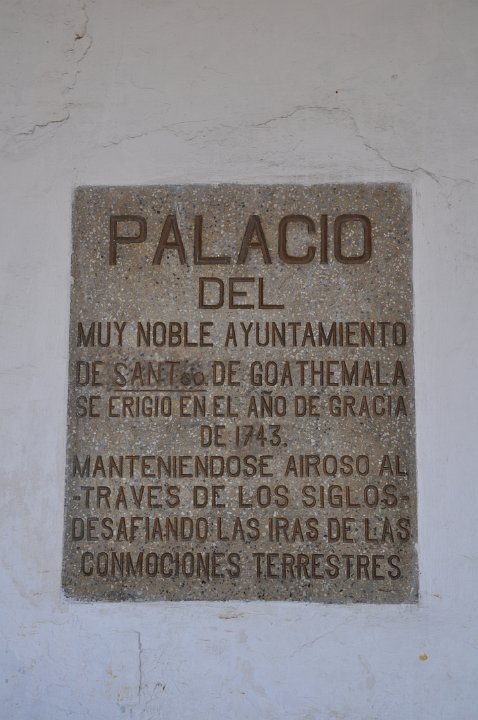 PALACIO
DEL
MUY NOBLE AYUNTAMIENTO
DE SANTGO. DE GOATHEMALA
SE ERIGIO EN EL AÑO DE GRACIA
DE 1743.
MANTENIENDOSE AIROSO AL
-TRAVES DE LOS SIGLOS-
DESAFIANDO LAS IRAS DE LAS
CONMOCIONES TERRESTRES